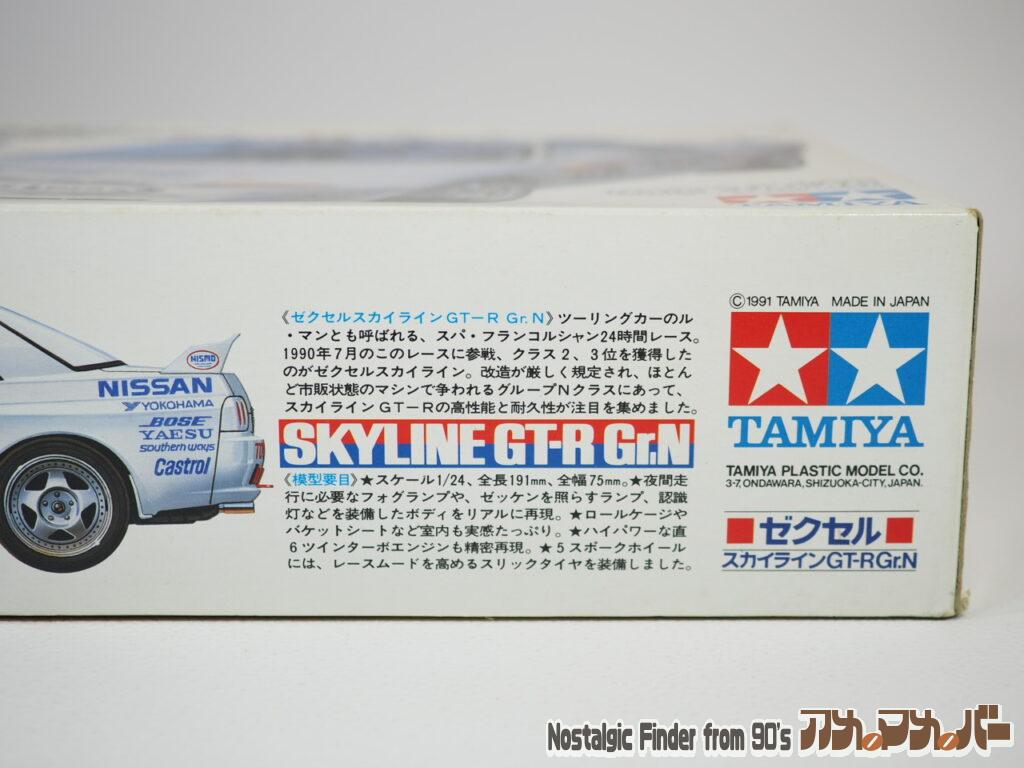 TAMIYA
©1991 TAMIYA MADE IN JAPAN
TAMIYA
TAMIYA PLASTIC MODEL CO.
3-7, ONDAWARA, SHIZUOKA-CITY, JAPAN.
ゼクセル
スカイラインGT-R Gr.N
《ゼクセルスカイラインGT－R Gr.N》ツーリングカーのル
・マンとも呼ばれる、スパ・フランコルシャン24時間レース。
1990年7月のこのレースに参戦、クラス2、3位を獲得した
のがゼクセルスカイライン。改造が厳しく規定され、ほとん
ど市販状態のマシンで争われるグループNクラスにあって、
スカイラインGT－Rの高性能と耐久性が注目を集めました。
SKYLINE GT-R Gr.N
《模型要目》★スケール1/24、全長191mm、全幅75mm。★夜間走
行に必要なフォグランプや、ゼッケンを照らすランプ、認識
灯などを装備したボディをリアルに再現。★ロールケージや
バケットシートなど室内も実感たっぷり。★ハイパワーな直
6ツインターボエンジンも精密再現。★5スポークホイール
には、レースムードを高めるスリックタイヤを装備しました。
NISMO
NISSAN
YOKOHAMA
BOSE
YAESU
southern ways
Castrol
Nostalgic Finder from 90's アカ・マカ・バー